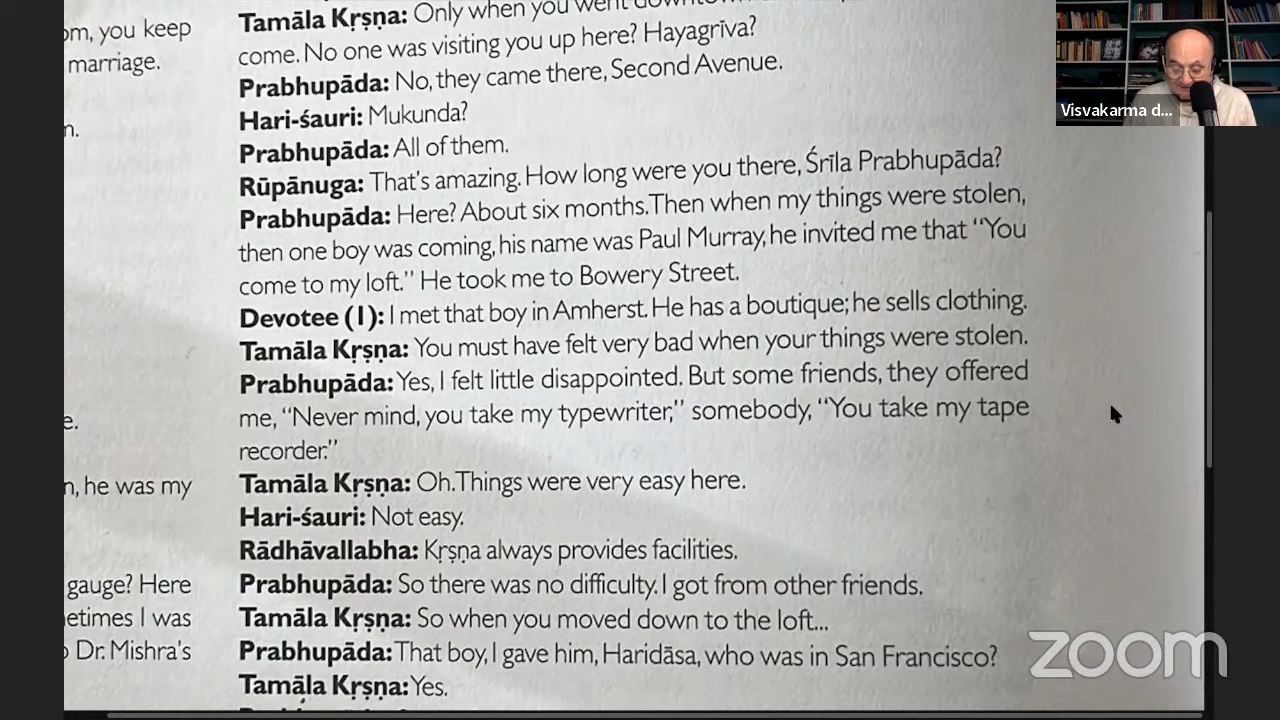 om, you keep
marriage.
n.
e.
n, he was my
gauge? Here
etimes I was
o Dr. Mishra's
Tamāla Kṛṣṇa: Only when you went
come. No one was visiting you up here? Hayagrīva?
Prabhupāda: No, they came there, Second Avenue.
Hari-śauri: Mukunda?
Prabhupāda: All of them.
Rūpānuga: That's amazing. How long were you there, Śrīla Prabhupāda?
Prabhupāda: Here? About six months. Then when my things were stolen,
then one boy was coming, his name was Paul Murray, he invited me that “You
come to my loft.” He took me to Bowery Street.
Devotee (1): I met that boy in Amherst. He has a boutique; he sells clothing.
Tamāla Kṛṣṇa: You must have felt very bad when your things were stolen.
Prabhupāda: Yes, I felt little disappointed. But some friends, they offered
me, “Never mind, you take my typewriter,” somebody, “You take my tape
recorder.”
Tamāla Kṛṣṇa: Oh. Things were very easy here.
Hari-śauri: Not easy.
Rādhāvallabha: Kṛṣṇa always provides facilities.
Prabhupāda: So there was no difficulty. I got from other friends.
Tamāla Kṛṣṇa: So when you moved down to the loft...
Prabhupāda: That boy, I gave him, Haridāsa, who was in San Francisco?
Tamāla Kṛṣṇa: Yes.
Visvakarma d...
zoom